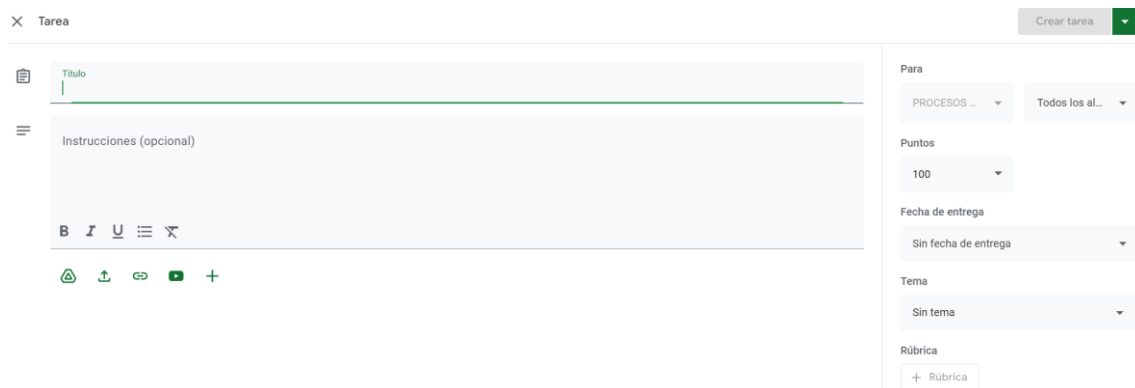 Tarea
Crear tarea
Título
Instrucciones (opcional)
B I U
Para
PROCESOS ...
Todos los al...
Puntos
100
Fecha de entrega
Sin fecha de entrega
Tema
Sin tema
Rúbrica
+ Rúbrica